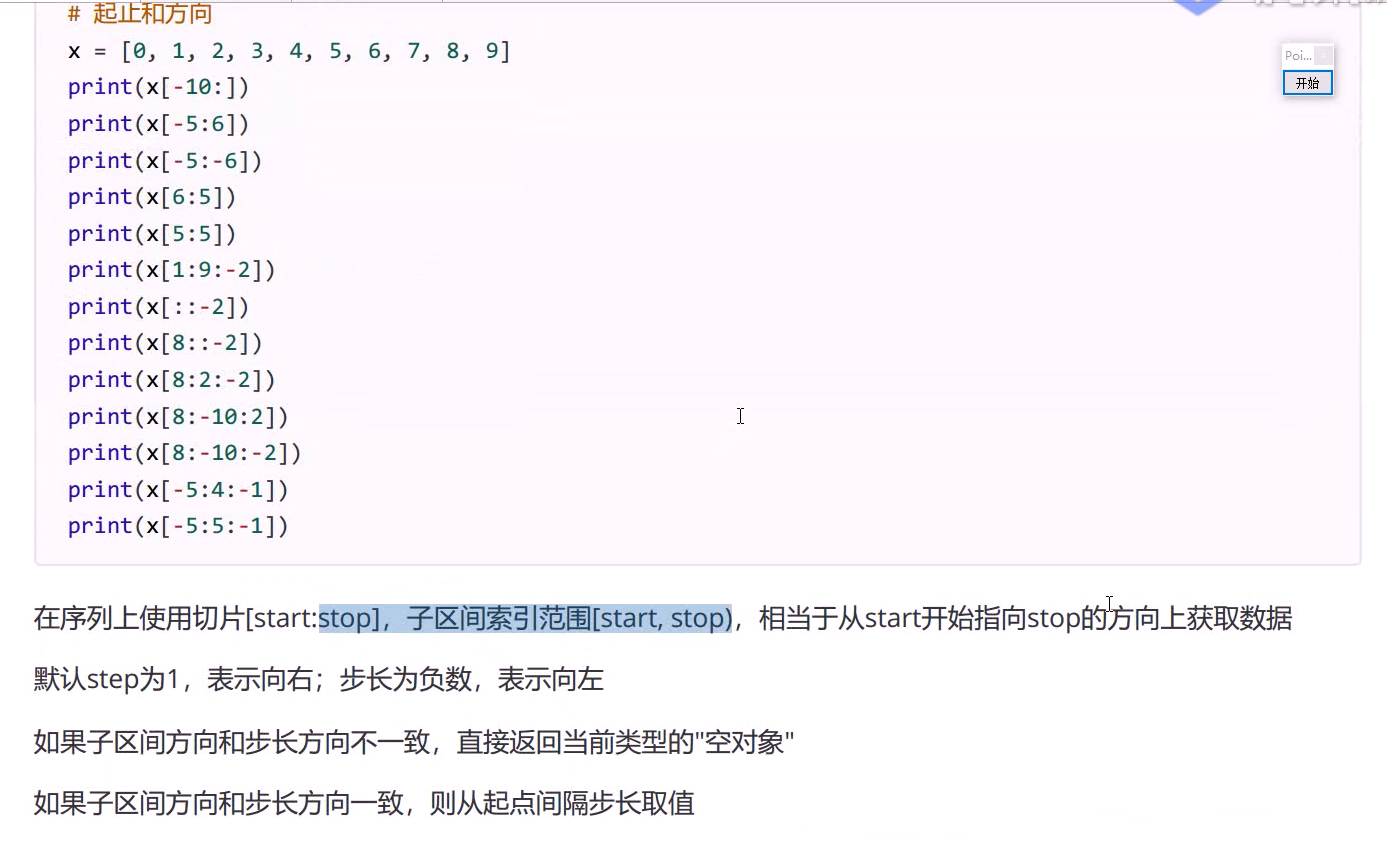 # 起止和方向
x = [0, 1, 2, 3, 4, 5, 6, 7, 8, 9]
Poi...
print(x[-10:])
开始
print(x[-5:6])
print(x[-5:-6])
print(x[6:5])
print(x[5:5])
print(x[1:9:-2])
print(x[::-2])
print(x[8::-2])
print(x[8:2:-2])
print(x[8:-10:2])
print(x[8:-10:-2])
print(x[-5:4:-1])
print(x[-5:5:-1])
在序列上使用切片[start:stop]，子区间索引范围[start, stop)，相当于从start开始指向stop的方向上获取数据
默认step为1，表示向右；步长为负数，表示向左
如果子区间方向和步长方向不一致，直接返回当前类型的"空对象"
如果子区间方向和步长方向一致，则从起点间隔步长取值